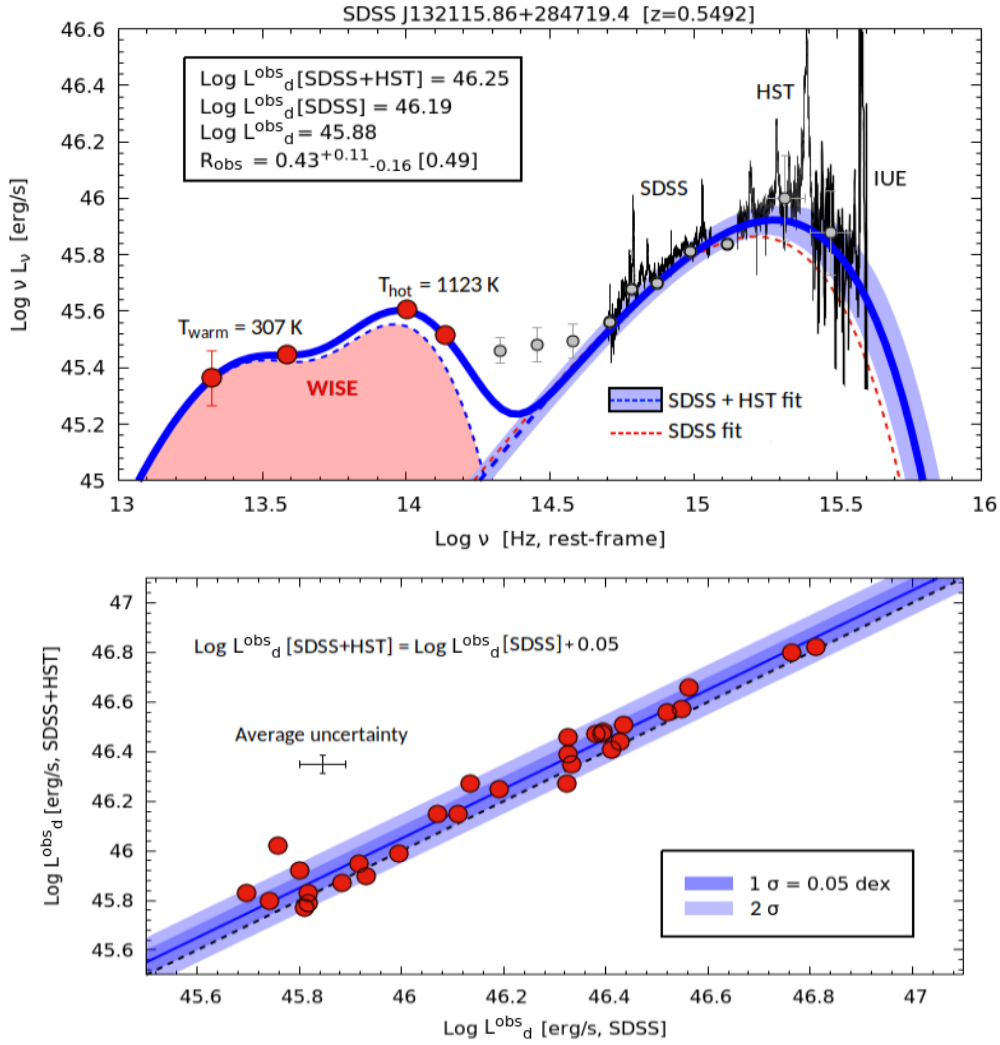 SDSS J132115.86+284719.4 [z=0.5492]
46.6
46.4
46.2
46
45.8
45.6
45.4
45.2
45
Log ν Lν [erg/s]
Log L^obs_d [SDSS+HST] = 46.25
Log L^obs_d [SDSS] = 46.19
Log L^obs_d = 45.88
R_obs = 0.43^+0.11_-0.16 [0.49]
HST
SDSS
IUE
T_hot = 1123 K
T_warm = 307 K
WISE
SDSS + HST fit
SDSS fit
13 13.5 14 14.5 15 15.5 16
Log ν [Hz, rest-frame]
47
46.8
46.6
46.4
46.2
46
45.8
45.6
Log L^obs_d [erg/s, SDSS+HST]
Log L^obs_d [SDSS+HST] = Log L^obs_d [SDSS] + 0.05
Average uncertainty
1 σ = 0.05 dex
2 σ
45.6 45.8 46 46.2 46.4 46.6 46.8 47
Log L^obs_d [erg/s, SDSS]